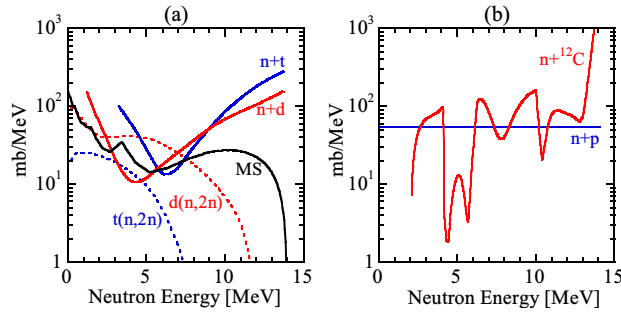 (a)
(b)
10³
10²
10¹
1
mb/MeV
n+t
n+d
MS
d(n,2n)
t(n,2n)
0 5 10 15
Neutron Energy [MeV]
10³
10²
10¹
1
mb/MeV
n+¹²C
n+p
0 5 10 15
Neutron Energy [MeV]